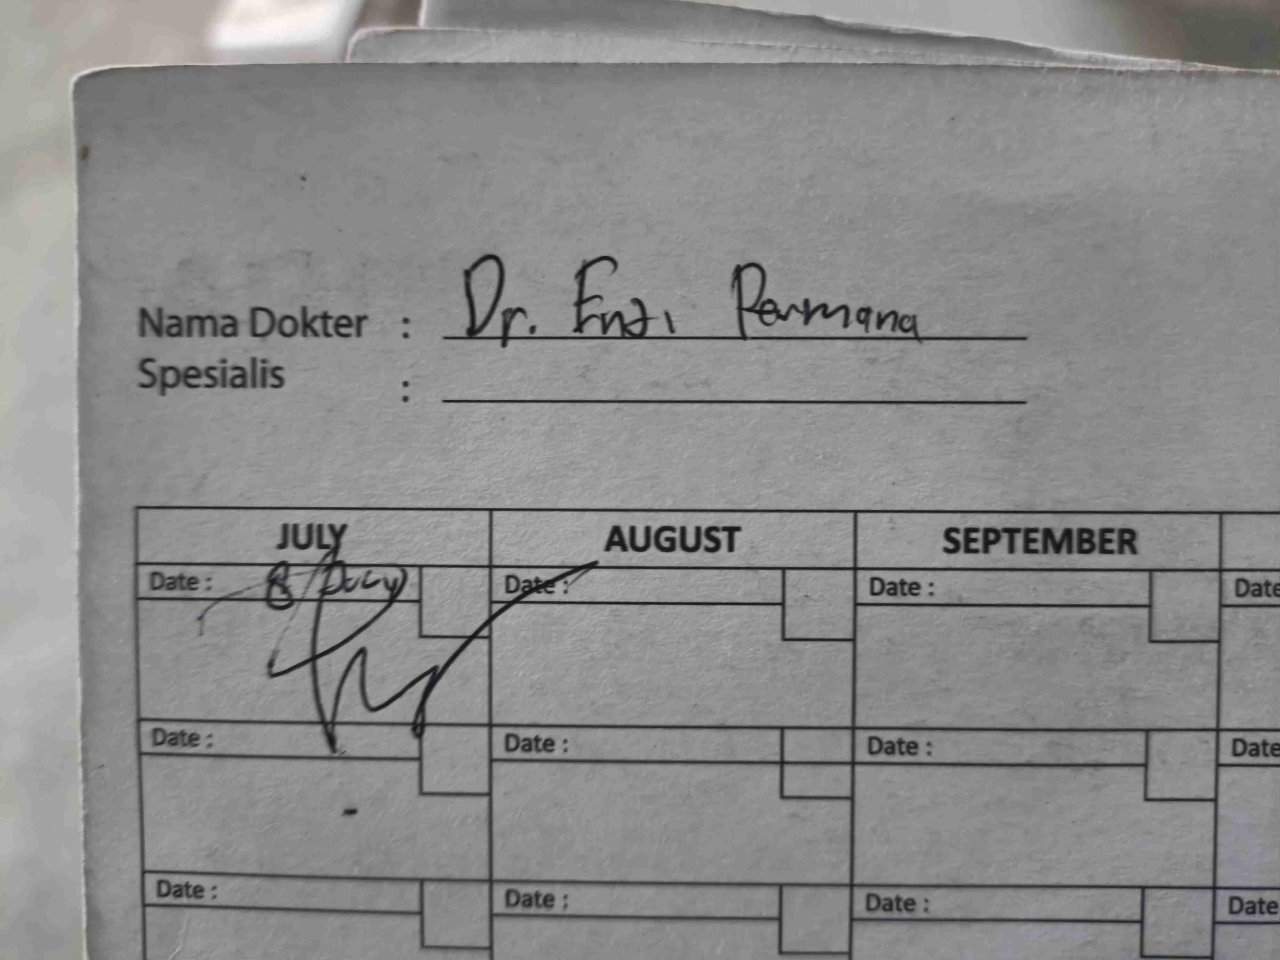 Nama Dokter : Dr. Enzi Permana
Spesialis :
JULY AUGUST SEPTEMBER
Date : 8 July Date : Date : Date
Date : Date : Date : Date
Date : Date : Date : Date